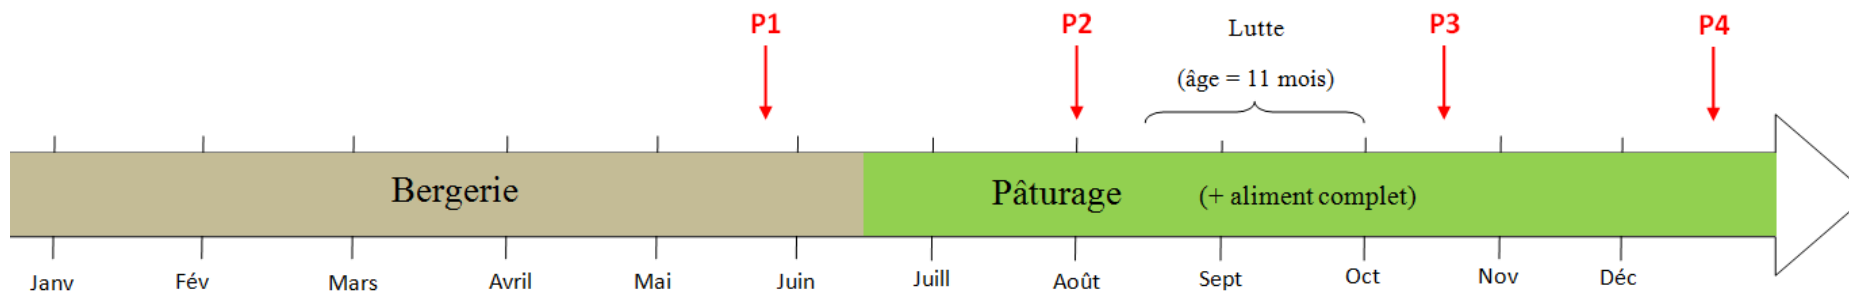 P1
P2
Lutte
P3
P4
(âge = 11 mois)
Bergerie
Pâturage
(+ aliment complet)
Janv
Fév
Mars
Avril
Mai
Juin
Juill
Août
Sept
Oct
Nov
Déc